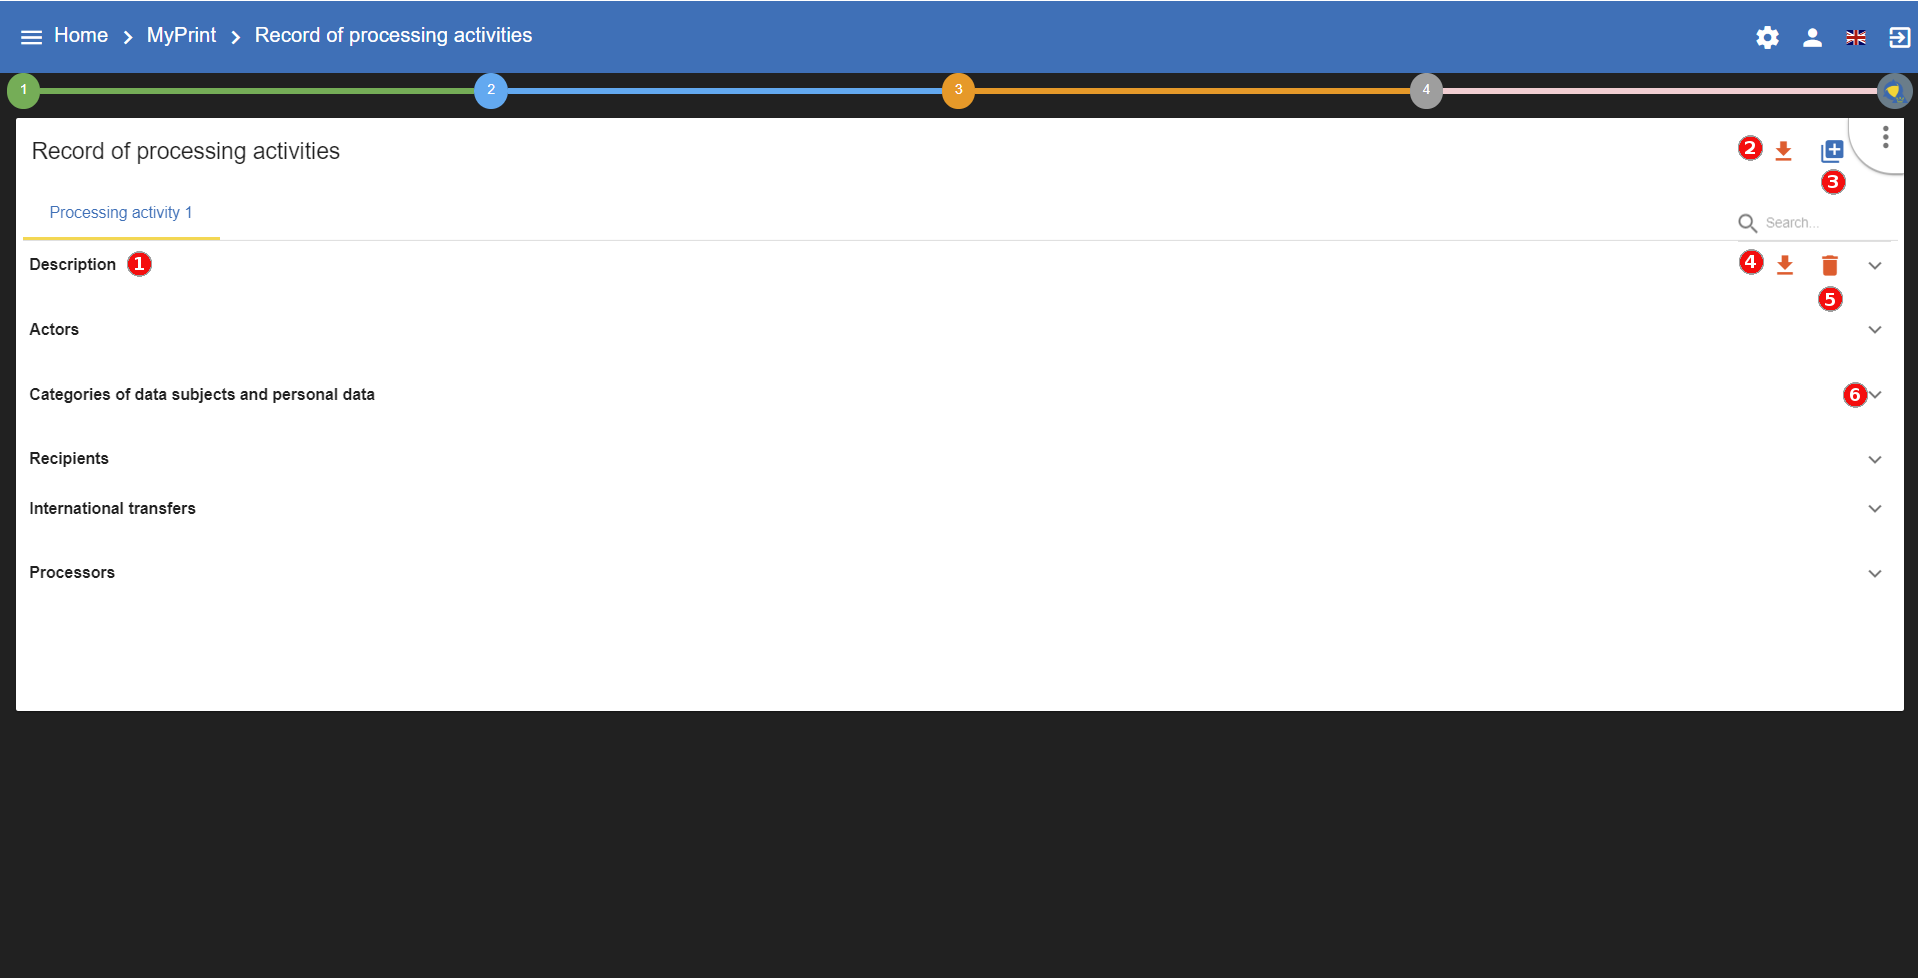 Home > MyPrint > Record of processing activities
1 2 3 4
Record of processing activities
2
3
Processing activity 1
Search...
Description 1
4
5
Actors
Categories of data subjects and personal data
6
Recipients
International transfers
Processors